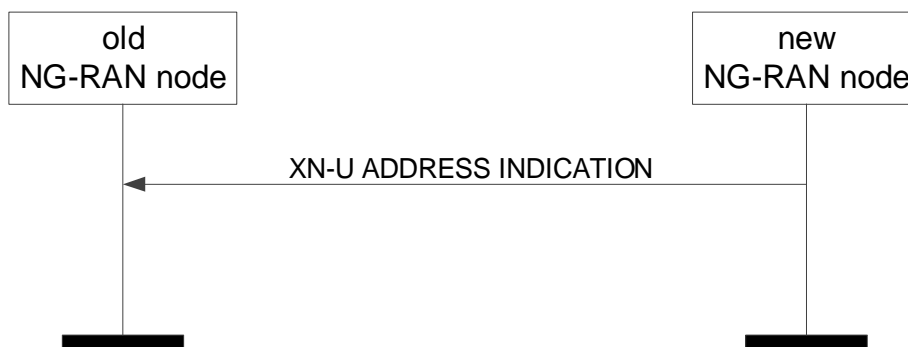 old
NG-RAN node
new
NG-RAN node
XN-U ADDRESS INDICATION